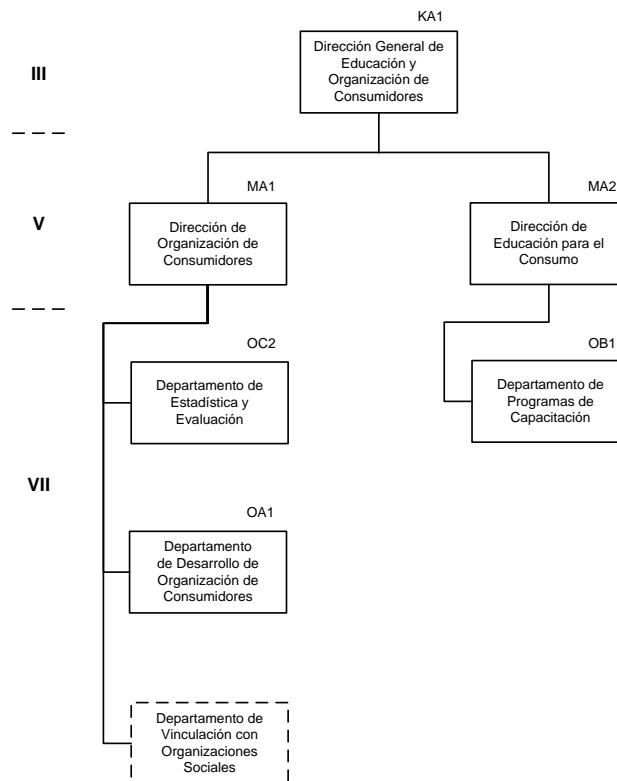 KA1
Dirección General de
Educación y
Organización de
Consumidores
III
MA1
MA2
V
Dirección de
Organización de
Consumidores
Dirección de
Educación para el
Consumo
OC2
OB1
Departamento de
Estadística y
Evaluación
Departamento de
Programas de
Capacitación
VII
OA1
Departamento
de Desarrollo de
Organización de
Consumidores
Departamento de
Vinculación con
Organizaciones
Sociales